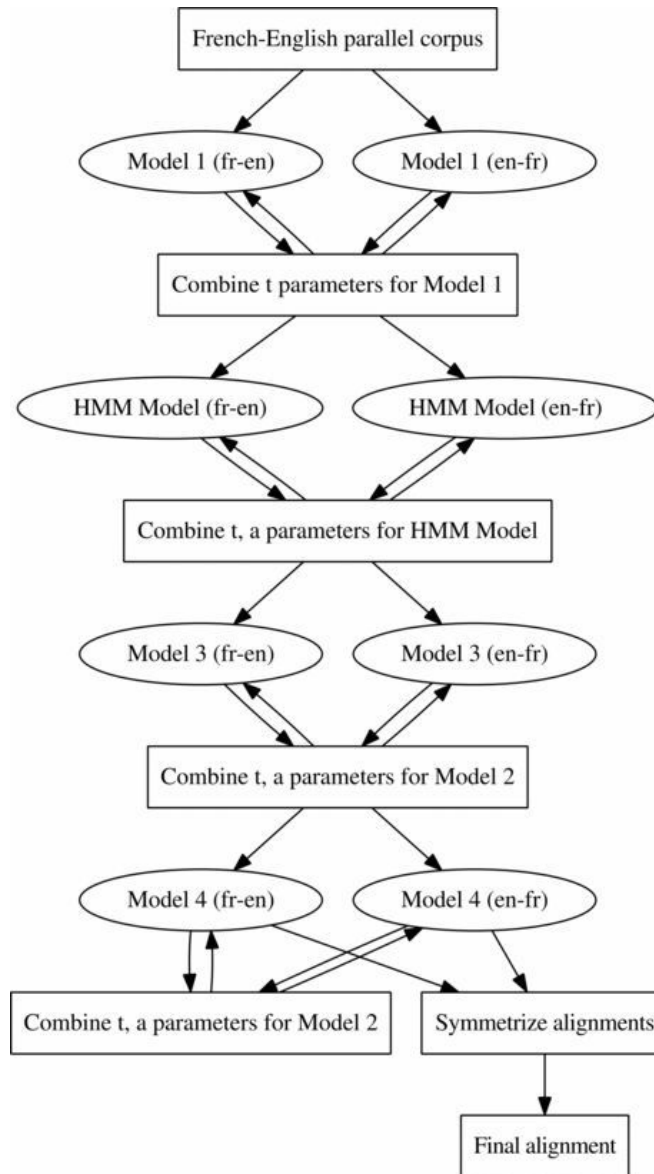 French-English parallel corpus
Model 1 (fr-en)
Model 1 (en-fr)
Combine t parameters for Model 1
HMM Model (fr-en)
HMM Model (en-fr)
Combine t, a parameters for HMM Model
Model 3 (fr-en)
Model 3 (en-fr)
Combine t, a parameters for Model 2
Model 4 (fr-en)
Model 4 (en-fr)
Combine t, a parameters for Model 2
Symmetrize alignments
Final alignment